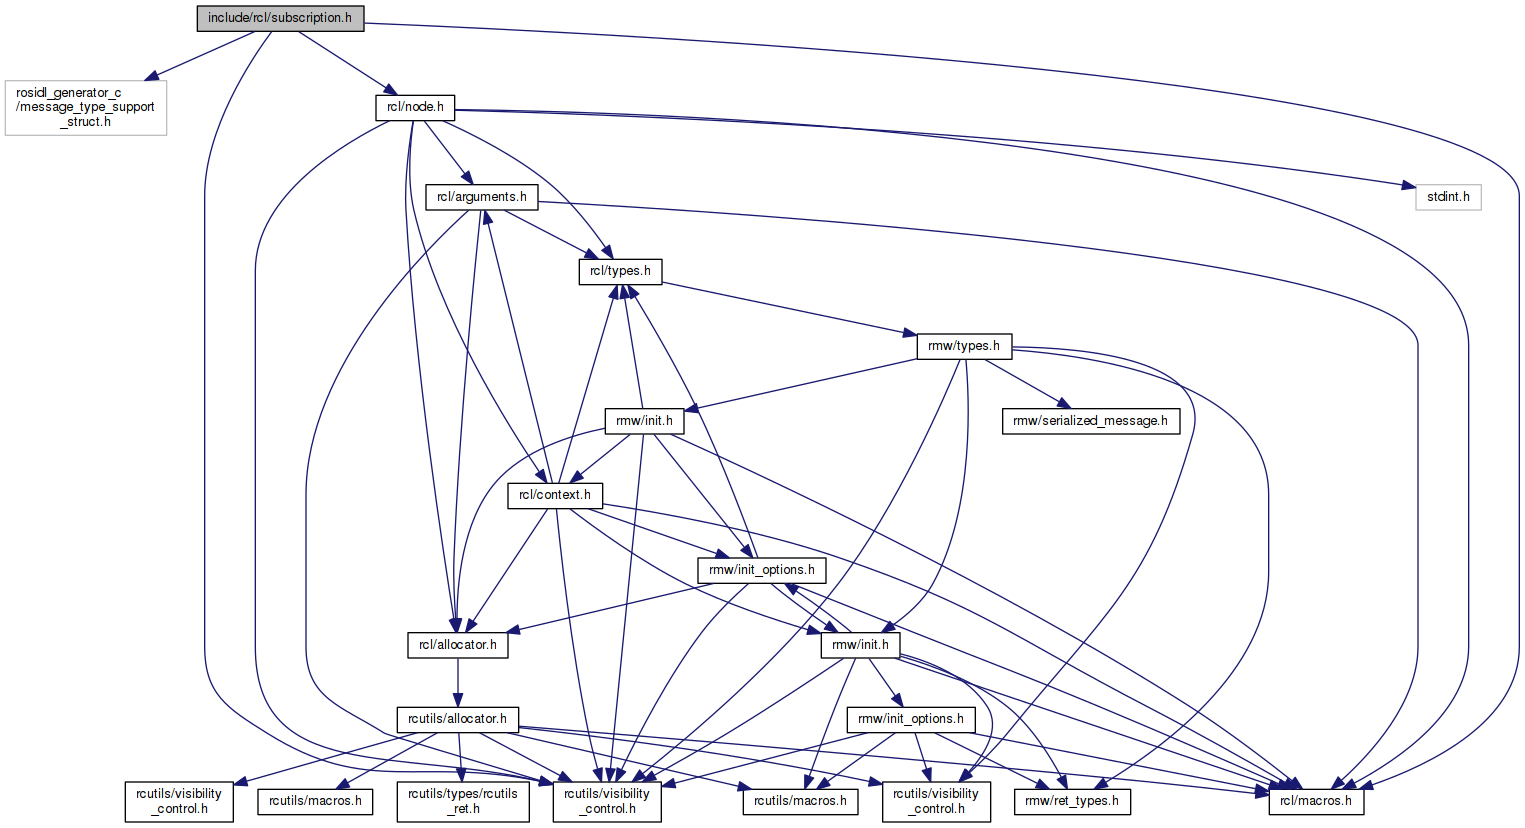 include/rcl/subscription.h
rosidl_generator_c
/message_type_support
_struct.h
rcl/node.h
rcl/arguments.h
stdint.h
rcl/types.h
rmw/types.h
rmw/init.h
rmw/serialized_message.h
rcl/context.h
rmw/init_options.h
rcl/allocator.h
rmw/init.h
rcutils/allocator.h
rmw/init_options.h
rcutils/visibility
_control.h
rcutils/macros.h
rcutils/types/rcutils
_ret.h
rcutils/visibility
_control.h
rcutils/macros.h
rcutils/visibility
_control.h
rmw/ret_types.h
rcl/macros.h